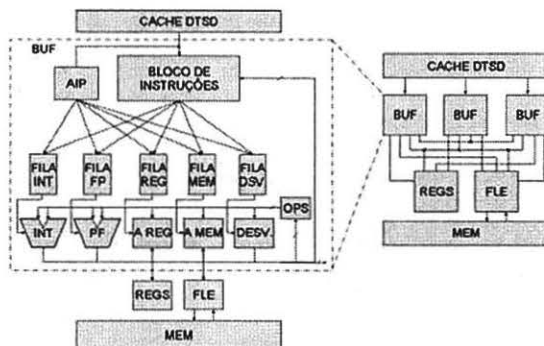 CACHE DTSD
BUF
AIP
BLOCO DE
INSTRUÇÕES
FILA
INT
FILA
FP
FILA
REG
FILA
MEM
FILA
DSV
OPS
INT
PF
A REG
A MEM
DESV.
REGS
FLE
MEM
CACHE DTSD
BUF
BUF
BUF
REGS
FLE
MEM